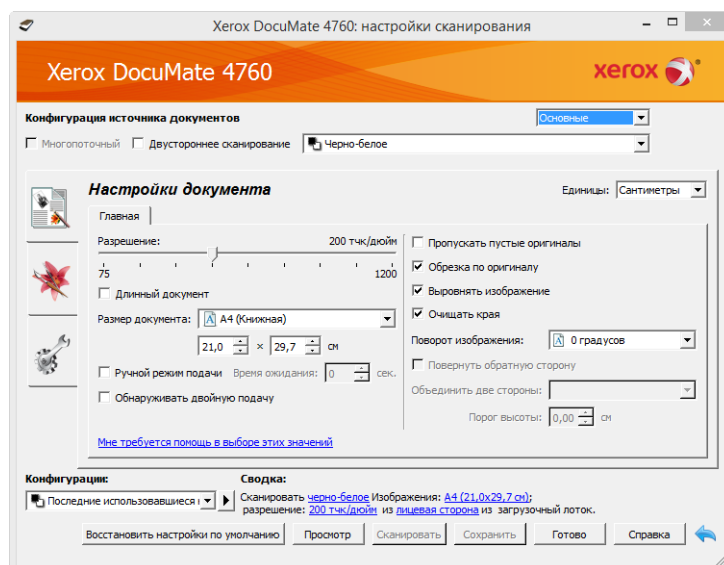 Xerox DocuMate 4760: настройки сканирования
Xerox DocuMate 4760
xerox
Конфигурация источника документов
Основные
Многопоточный
Двустороннее сканирование
Черно-белое
Настройки документа
Единицы: Сантиметры
Главная
Разрешение: 200 тчк/дюйм
75 1200
Длинный документ
Размер документа: A4 (Книжная)
21,0 × 29,7 см
Ручной режим подачи Время ожидания: 0 сек.
Обнаруживать двойную подачу
Мне требуется помощь в выборе этих значений
Пропускать пустые оригиналы
Обрезка по оригиналу
Выровнять изображение
Очищать края
Поворот изображения: 0 градусов
Повернуть обратную сторону
Объединить две стороны:
Порог высоты: 0,00 см
Конфигурации:
Последние использовавшиеся
Сводка:
Сканировать черно-белое Изображения: A4 (21,0x29,7 см);
разрешение: 200 тчк/дюйм из лицевая сторона из загрузочный лоток.
Восстановить настройки по умолчанию
Просмотр
Сканировать
Сохранить
Готово
Справка